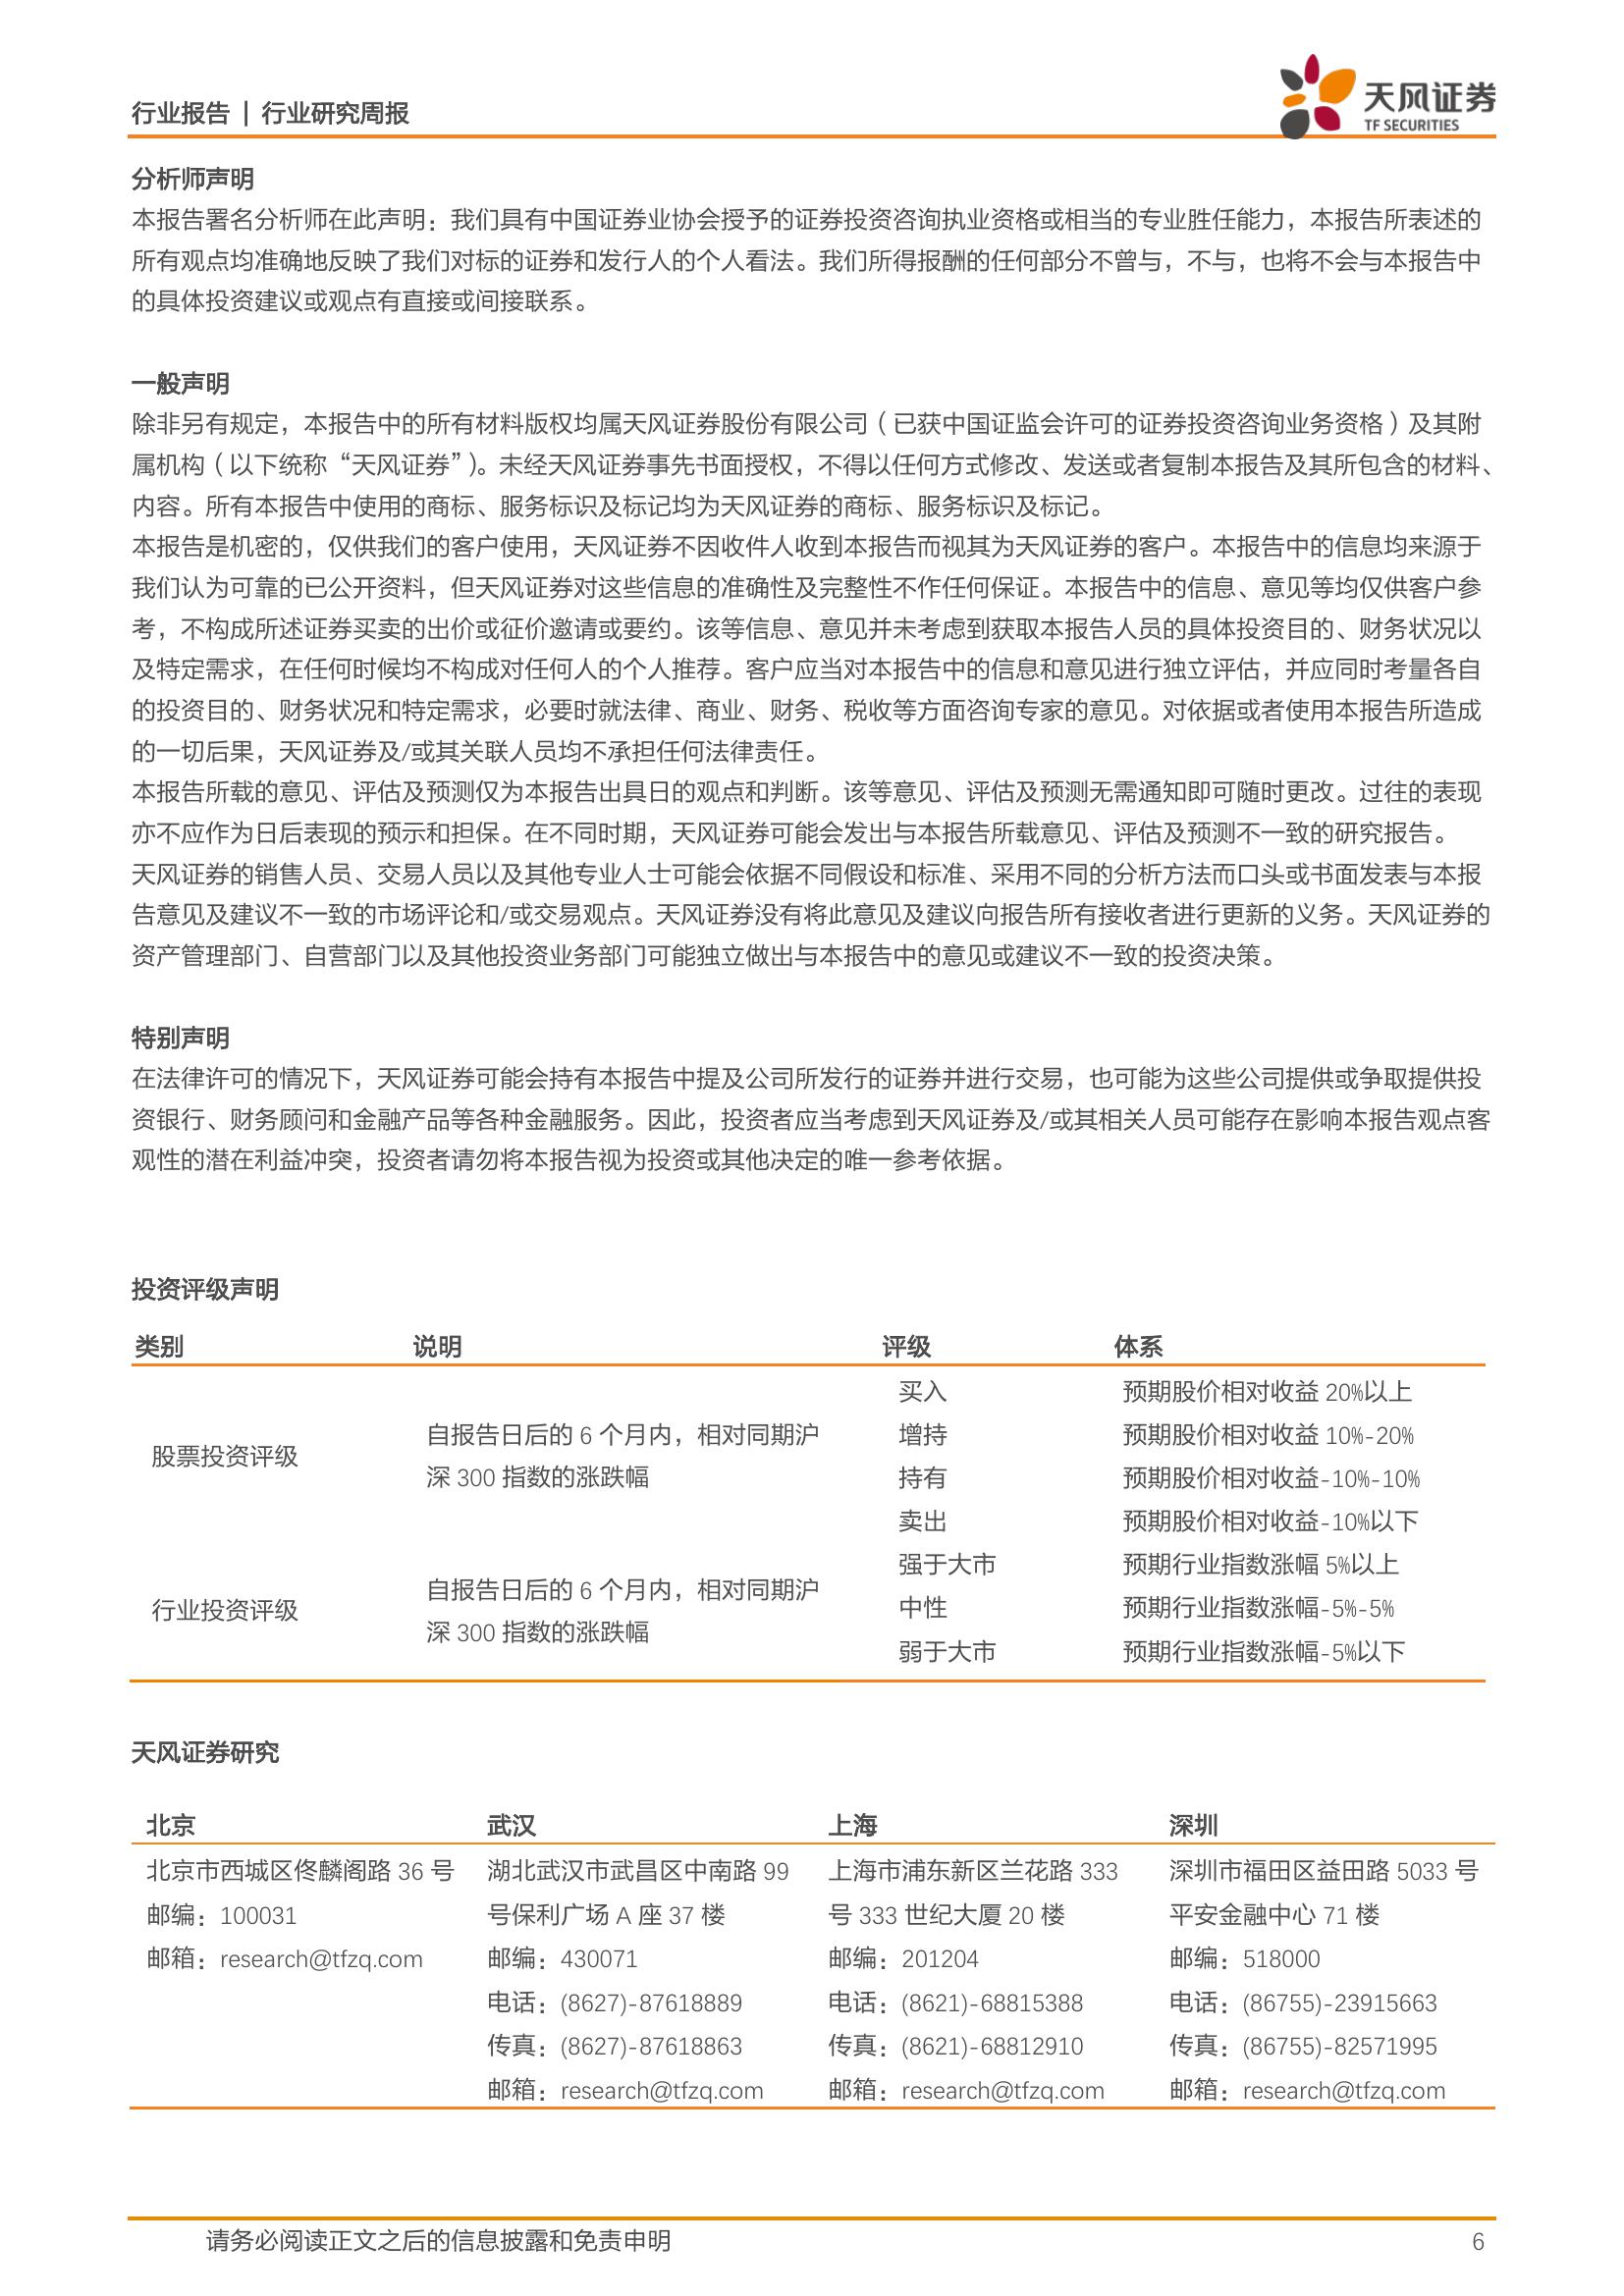 行业报告 | 行业研究周报
天风证券
TF SECURITIES
分析师声明
本报告署名分析师在此声明：我们具有中国证券业协会授予的证券投资咨询执业资格或相当的专业胜任能力，本报告所表述的
所有观点均准确地反映了我们对标的证券和发行人的个人看法。我们所得报酬的任何部分不曾与，不与，也将不会与本报告中
的具体投资建议或观点有直接或间接联系。
一般声明
除非另有规定，本报告中的所有材料版权均属天风证券股份有限公司（已获中国证监会许可的证券投资咨询业务资格）及其附
属机构（以下统称“天风证券”）。未经天风证券事先书面授权，不得以任何方式修改、发送或者复制本报告及其所包含的材料、
内容。所有本报告中使用的商标、服务标识及标记均为天风证券的商标、服务标识及标记。
本报告是机密的，仅供我们的客户使用，天风证券不因收件人收到本报告而视其为天风证券的客户。本报告中的信息均来源于
我们认为可靠的已公开资料，但天风证券对这些信息的准确性及完整性不作任何保证。本报告中的信息、意见等均仅供客户参
考，不构成所述证券买卖的出价或征价邀请或要约。该等信息、意见并未考虑到获取本报告人员的具体投资目的、财务状况以
及特定需求，在任何时候均不构成对任何人的个人推荐。客户应当对本报告中的信息和意见进行独立评估，并应同时考量各自
的投资目的、财务状况和特定需求，必要时就法律、商业、财务、税收等方面咨询专家的意见。对依据或者使用本报告所造成
的一切后果，天风证券及/或其关联人员均不承担任何法律责任。
本报告所载的意见、评估及预测仅为本报告出具日的观点和判断。该等意见、评估及预测无需通知即可随时更改。过往的表现
亦不应作为日后表现的预示和担保。在不同时期，天风证券可能会发出与本报告所载意见、评估及预测不一致的研究报告。
天风证券的销售人员、交易人员以及其他专业人士可能会依据不同假设和标准、采用不同的分析方法而口头或书面发表与本报
告意见及建议不一致的市场评论和/或交易观点。天风证券没有将此意见及建议向报告所有接收者进行更新的义务。天风证券的
资产管理部门、自营部门以及其他投资业务部门可能独立做出与本报告中的意见或建议不一致的投资决策。
特别声明
在法律许可的情况下，天风证券可能会持有本报告中提及公司所发行的证券并进行交易，也可能为这些公司提供或争取提供投
资银行、财务顾问和金融产品等各种金融服务。因此，投资者应当考虑到天风证券及/或其相关人员可能存在影响本报告观点客
观性的潜在利益冲突，投资者请勿将本报告视为投资或其他决定的唯一参考依据。
投资评级声明
类别 说明 评级 体系
股票投资评级
自报告日后的 6 个月内，相对同期沪
深 300 指数的涨跌幅
买入 预期股价相对收益 20%以上
增持 预期股价相对收益 10%-20%
持有 预期股价相对收益-10%-10%
卖出 预期股价相对收益-10%以下
行业投资评级
自报告日后的 6 个月内，相对同期沪
深 300 指数的涨跌幅
强于大市 预期行业指数涨幅 5%以上
中性 预期行业指数涨幅-5%-5%
弱于大市 预期行业指数涨幅-5%以下
天风证券研究
北京 武汉 上海 深圳
北京市西城区佟麟阁路 36 号
邮编：100031
邮箱：research@tfzq.com
湖北武汉市武昌区中南路 99
号保利广场 A 座 37 楼
邮编：430071
电话：(8627)-87618889
传真：(8627)-87618863
邮箱：research@tfzq.com
上海市浦东新区兰花路 333
号 333 世纪大厦 20 楼
邮编：201204
电话：(8621)-68815388
传真：(8621)-68812910
邮箱：research@tfzq.com
深圳市福田区益田路 5033 号
平安金融中心 71 楼
邮编：518000
电话：(86755)-23915663
传真：(86755)-82571995
邮箱：research@tfzq.com
请务必阅读正文之后的信息披露和免责申明 6